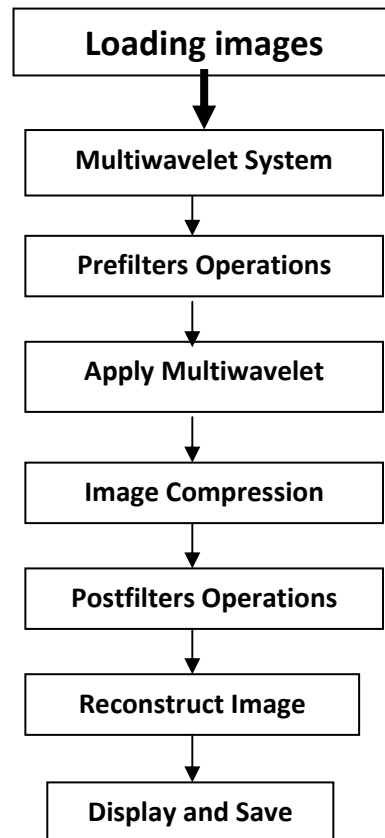 Loading images
Multiwavelet System
Prefilters Operations
Apply Multiwavelet
Image Compression
Postfilters Operations
Reconstruct Image
Display and Save